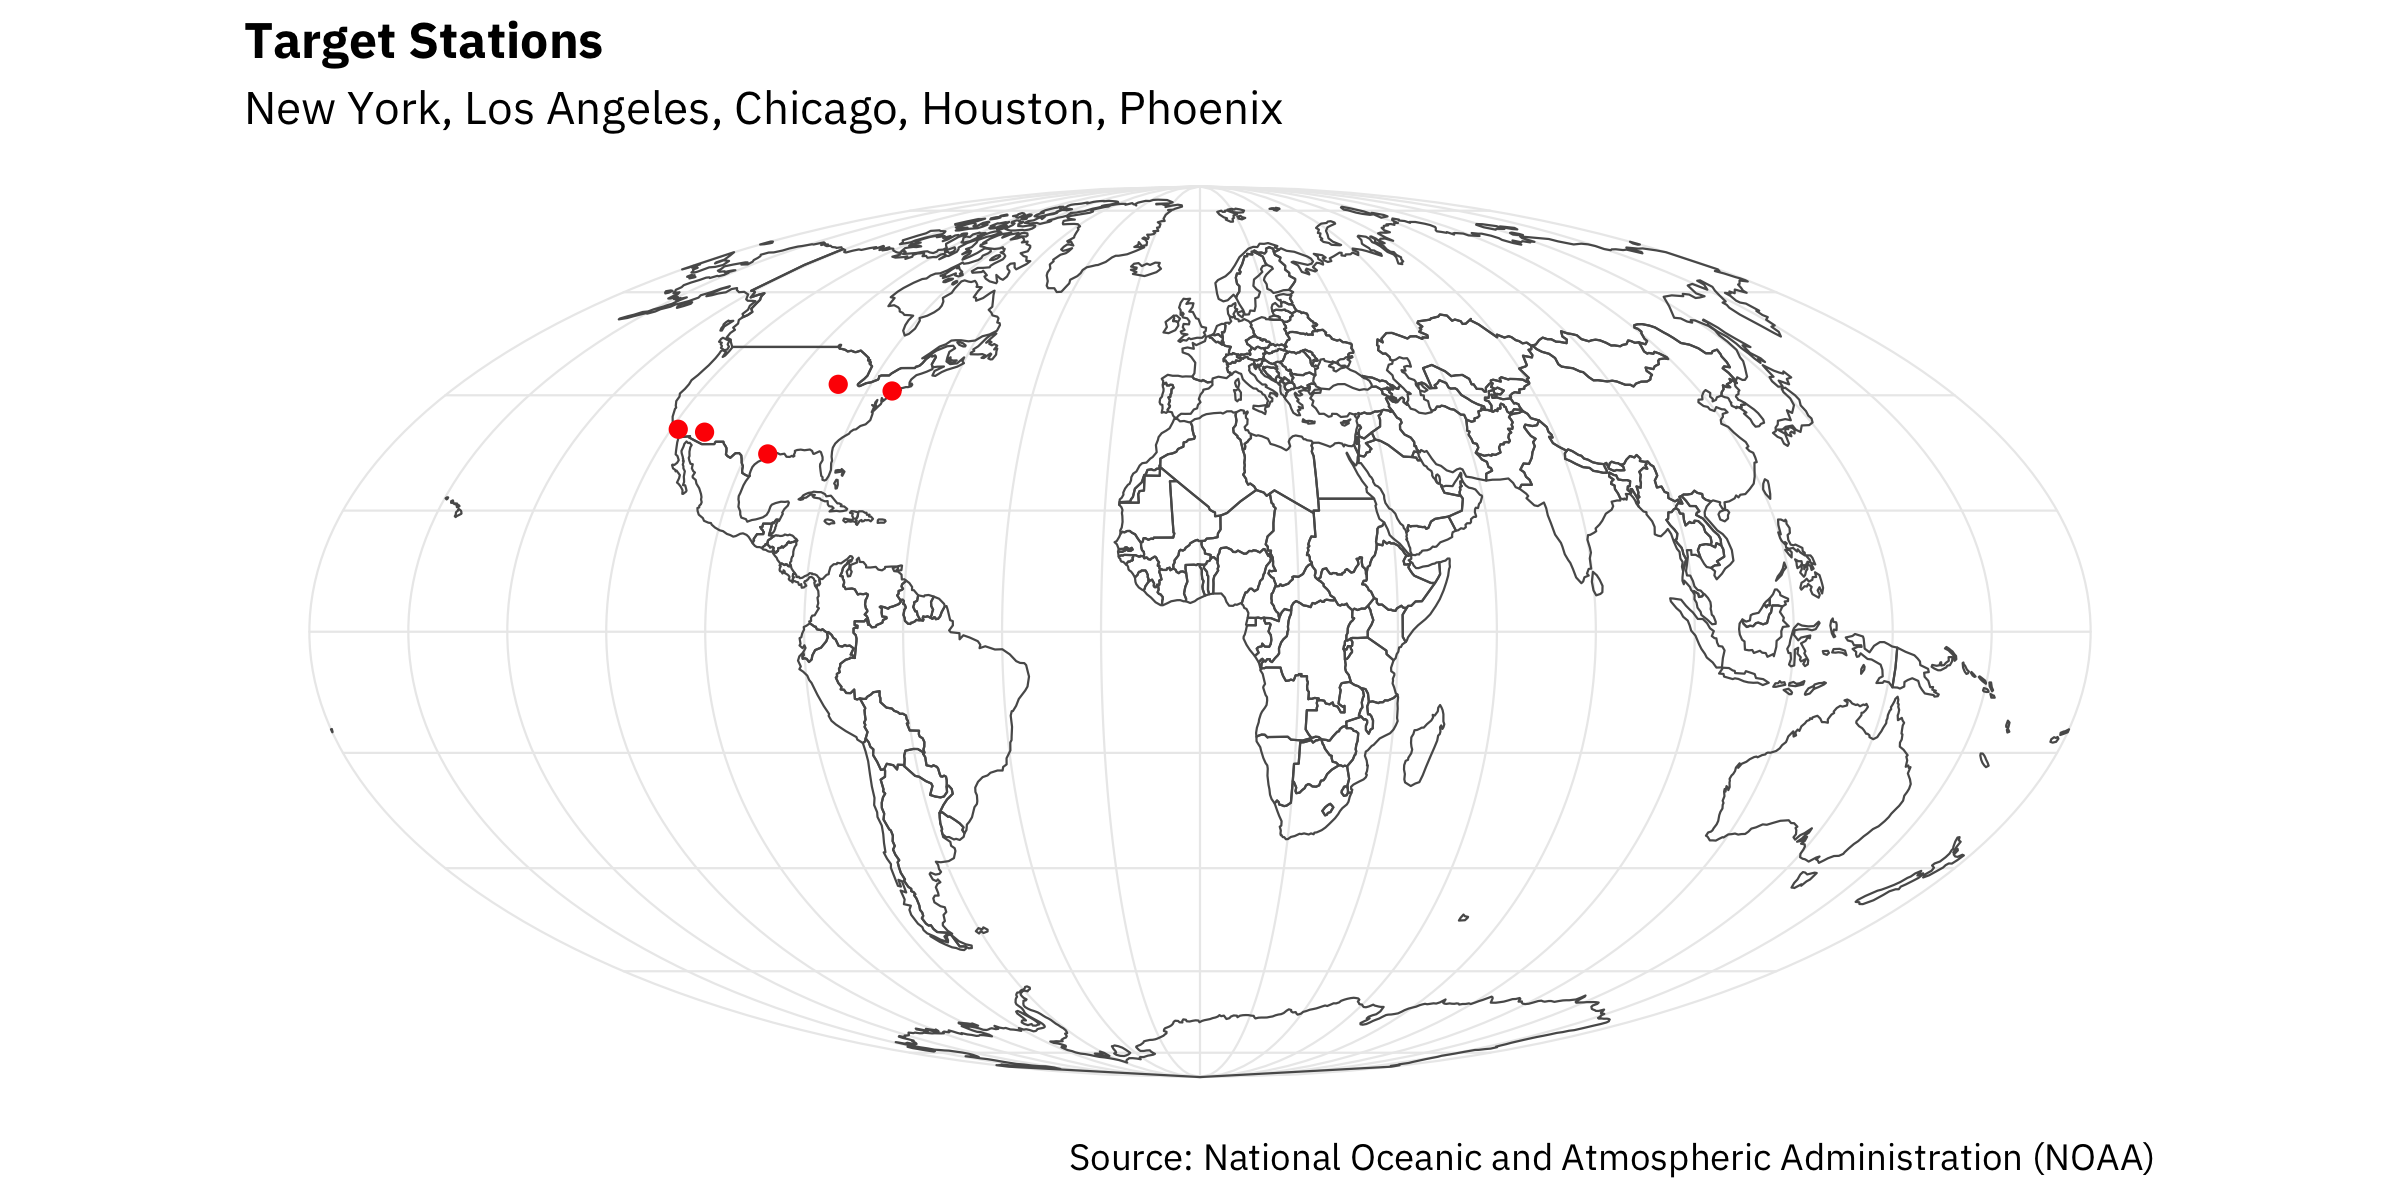 Target Stations
New York, Los Angeles, Chicago, Houston, Phoenix
Source: National Oceanic and Atmospheric Administration (NOAA)